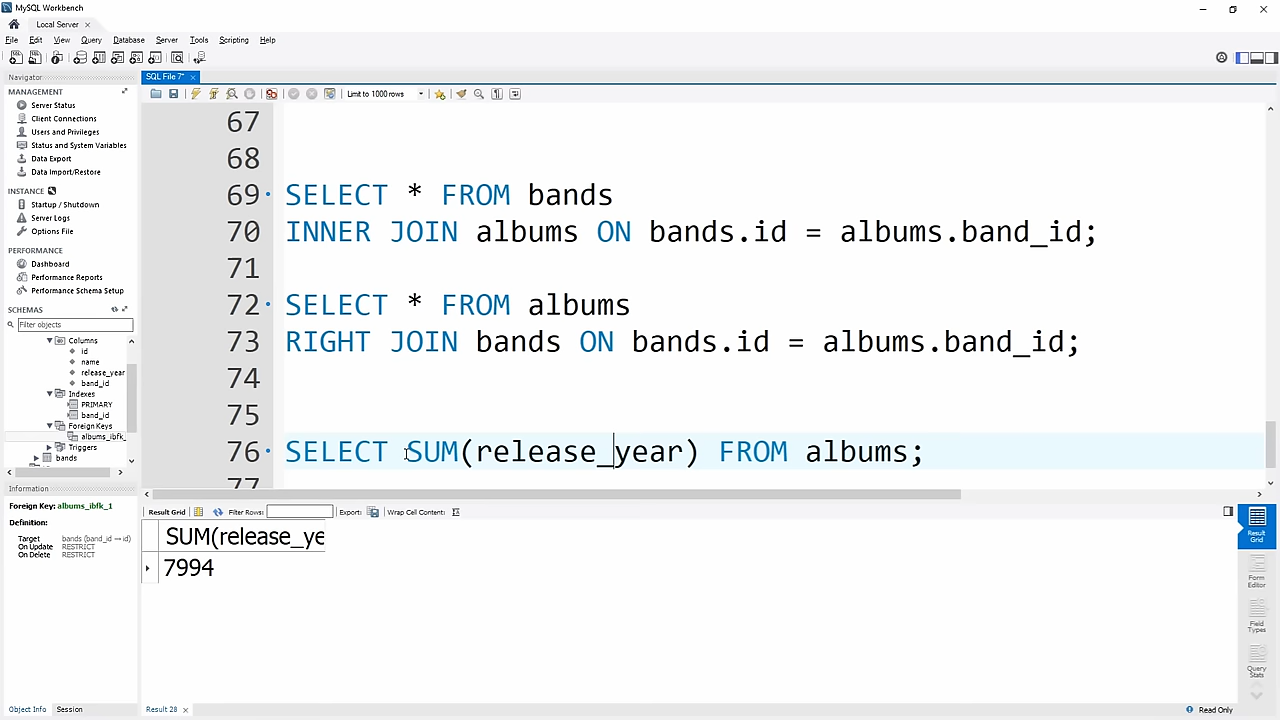 MySQL Workbench
Local Server
File Edit View Query Database Server Tools Scripting Help
Navigator
SQL File 7*
MANAGEMENT
Server Status
Client Connections
Users and Privileges
Status and System Variables
Data Export
Data Import/Restore
INSTANCE
Startup / Shutdown
Server Logs
Options File
PERFORMANCE
Dashboard
Performance Reports
Performance Schema Setup
SCHEMAS
Filter objects
Columns
id
name
release_year
band_id
Indexes
PRIMARY
band_id
Foreign Keys
albums_ibfk_
Triggers
bands
Information
Foreign Key: albums_ibfk_1
Definition:
Target bands (band_id → id)
On Update RESTRICT
On Delete RESTRICT
Object Info Session
Limit to 1000 rows
67
68
69 SELECT * FROM bands
70 INNER JOIN albums ON bands.id = albums.band_id;
71
72 SELECT * FROM albums
73 RIGHT JOIN bands ON bands.id = albums.band_id;
74
75
76 SELECT SUM(release_year) FROM albums;
77
Result Grid Filter Rows: Export: Wrap Cell Content:
SUM(release_ye
7994
Result Grid
Form Editor
Field Types
Query Stats
Result 28
Read Only